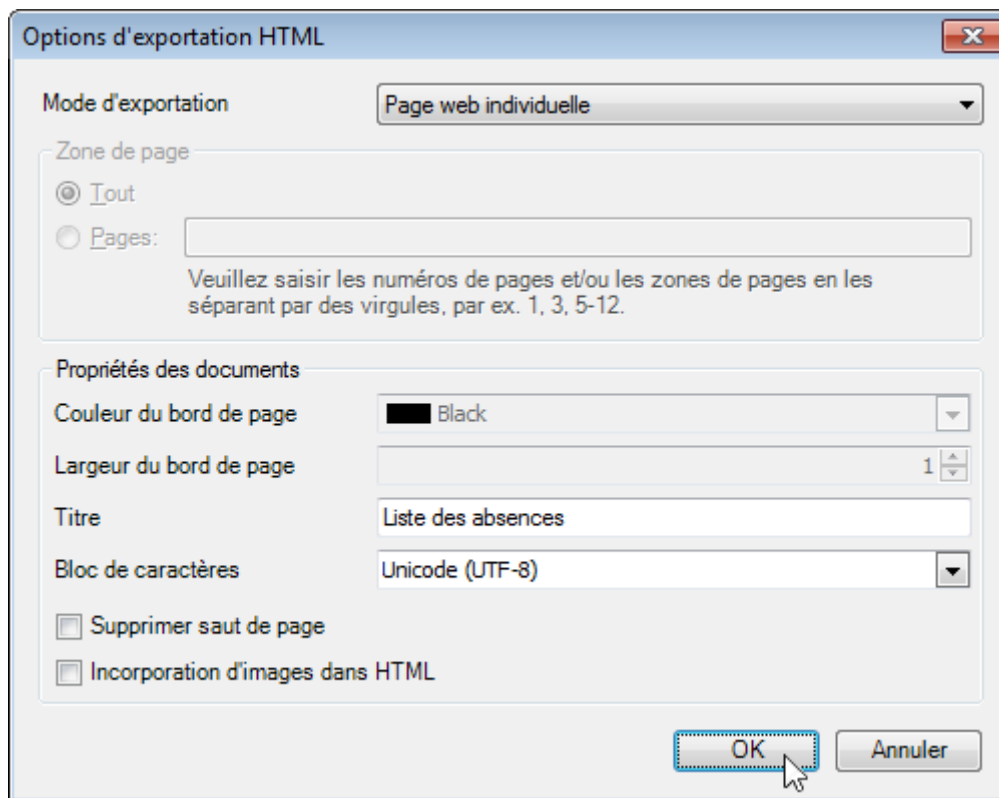 Options d'exportation HTML
Mode d'exportation
Page web individuelle
Zone de page
Tout
Pages:
Veuillez saisir les numéros de pages et/ou les zones de pages en les
séparant par des virgules, par ex. 1, 3, 5-12.
Propriétés des documents
Couleur du bord de page
Black
Largeur du bord de page
1
Titre
Liste des absences
Bloc de caractères
Unicode (UTF-8)
Supprimer saut de page
Incorporation d'images dans HTML
OK
Annuler